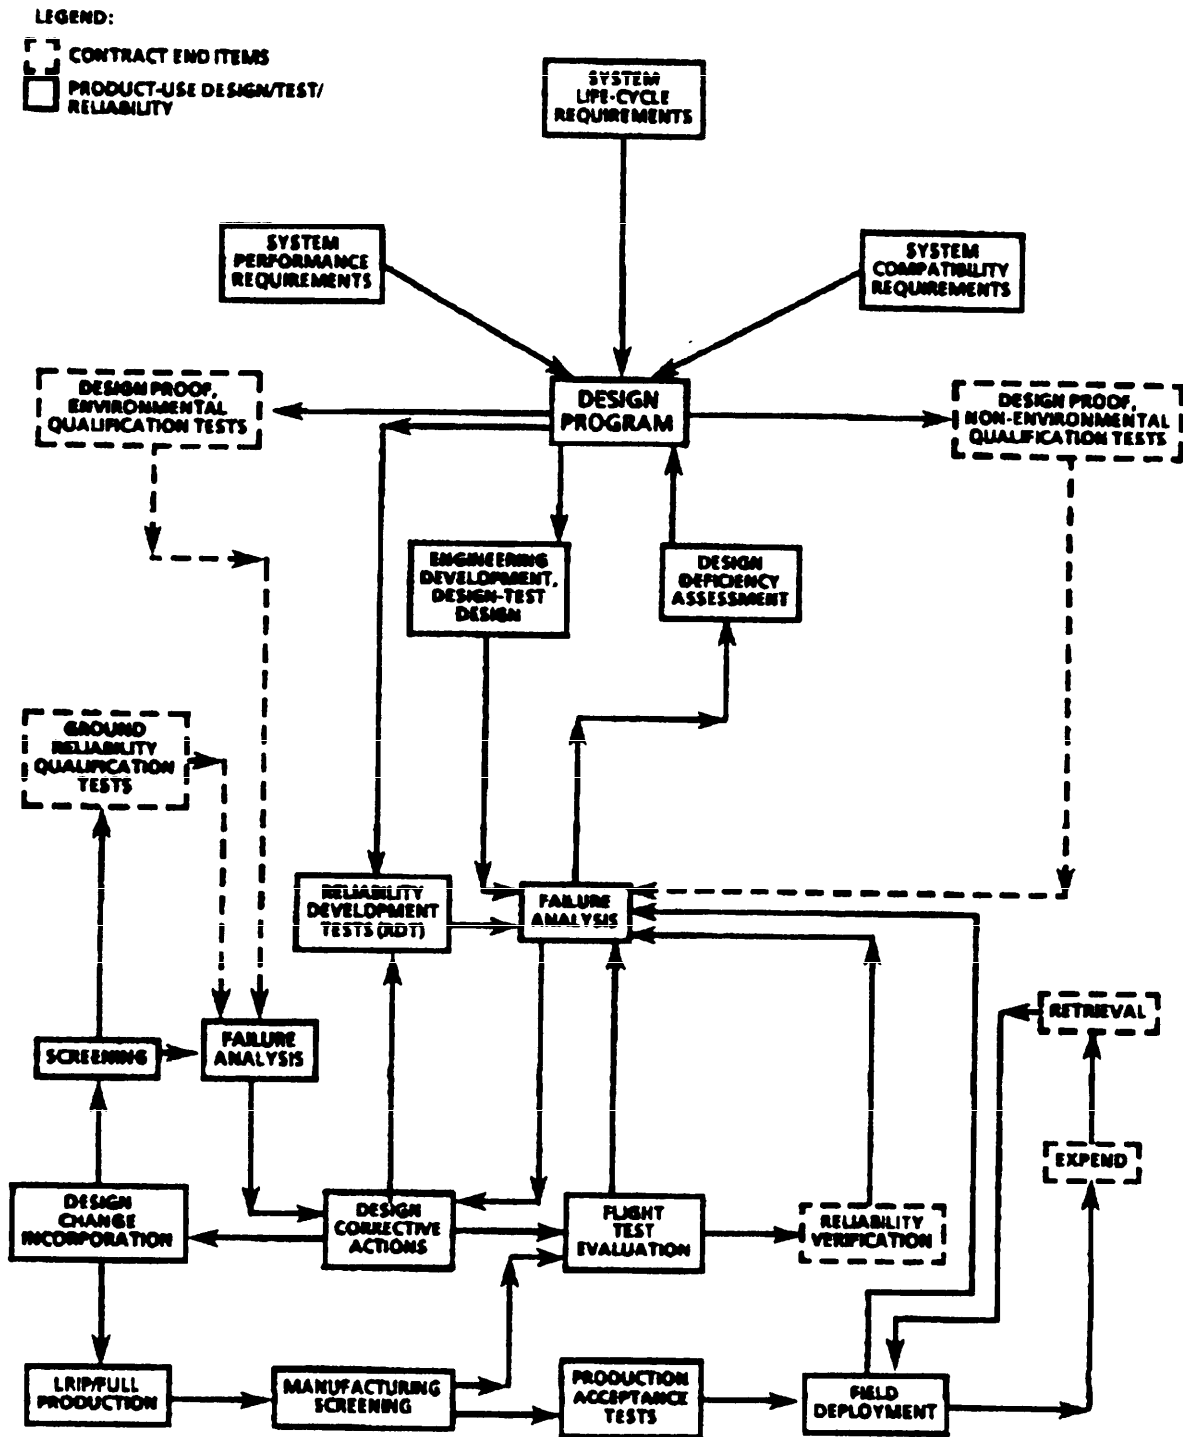 LEGEND:
CONTRACT END ITEMS
PRODUCT-USE DESIGN/TEST/
RELIABILITY
SYSTEM
LIFE-CYCLE
REQUIREMENTS
SYSTEM
PERFORMANCE
REQUIREMENTS
SYSTEM
COMPATIBILITY
REQUIREMENTS
DESIGN PROOF,
ENVIRONMENTAL
QUALIFICATION TESTS
DESIGN
PROGRAM
DESIGN PROOF,
NON-ENVIRONMENTAL
QUALIFICATION TESTS
ENGINEERING
DEVELOPMENT,
DESIGN-TEST
DESIGN
DESIGN
DEFICIENCY
ASSESSMENT
GROUND
RELIABILITY
QUALIFICATION
TESTS
RELIABILITY
DEVELOPMENT
TESTS (RDT)
FAILURE
ANALYSIS
RETRIEVAL
SCREENING
FAILURE
ANALYSIS
EXPEND
DESIGN
CHANGE
INCORPORATION
DESIGN
CORRECTIVE
ACTIONS
FLIGHT
TEST
EVALUATION
RELIABILITY
VERIFICATION
LRIP/FULL
PRODUCTION
MANUFACTURING
SCREENING
PRODUCTION
ACCEPTANCE
TESTS
FIELD
DEPLOYMENT